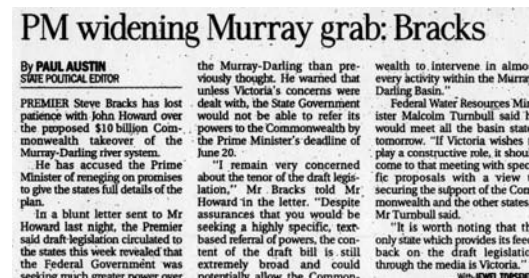 PM widening Murray grab: Bracks
By PAUL AUSTIN
STATE POLITICAL EDITOR
PREMIER Steve Bracks has lost
patience with John Howard over
the proposed $10 billion Com-
monwealth takeover of the
Murray-Darling river system.
He has accused the Prime
Minister of reneging on promises
to give the states full details of the
plan.
In a blunt letter sent to Mr
Howard last night, the Premier
said draft legislation circulated to
the states this week revealed that
the Federal Government was
seeking much greater power over
the Murray-Darling than pre-
viously thought. He warned that
unless Victoria's concerns were
dealt with, the State Government
would not be able to refer its
powers to the Commonwealth by
the Prime Minister's deadline of
June 20.
"I remain very concerned
about the tenor of the draft legis-
lation," Mr Bracks told Mr
Howard in the letter. "Despite
assurances that you would be
seeking a highly specific, text-
based referral of powers, the con-
tent of the draft bill is still
extremely broad and could
potentially allow the Common-
wealth to intervene in almo
every activity within the Murra
Darling Basin."
Federal Water Resources Min
ister Malcolm Turnbull said h
would meet all the basin state
tomorrow. "If Victoria wishes
play a constructive role, it shou
come to that meeting with spec
fic proposals with a view
securing the support of the Com
monwealth and the other states,
Mr Turnbull said.
"It is worth noting that th
only state which provides its feed
back on the draft legislati
through the media is Victoria."